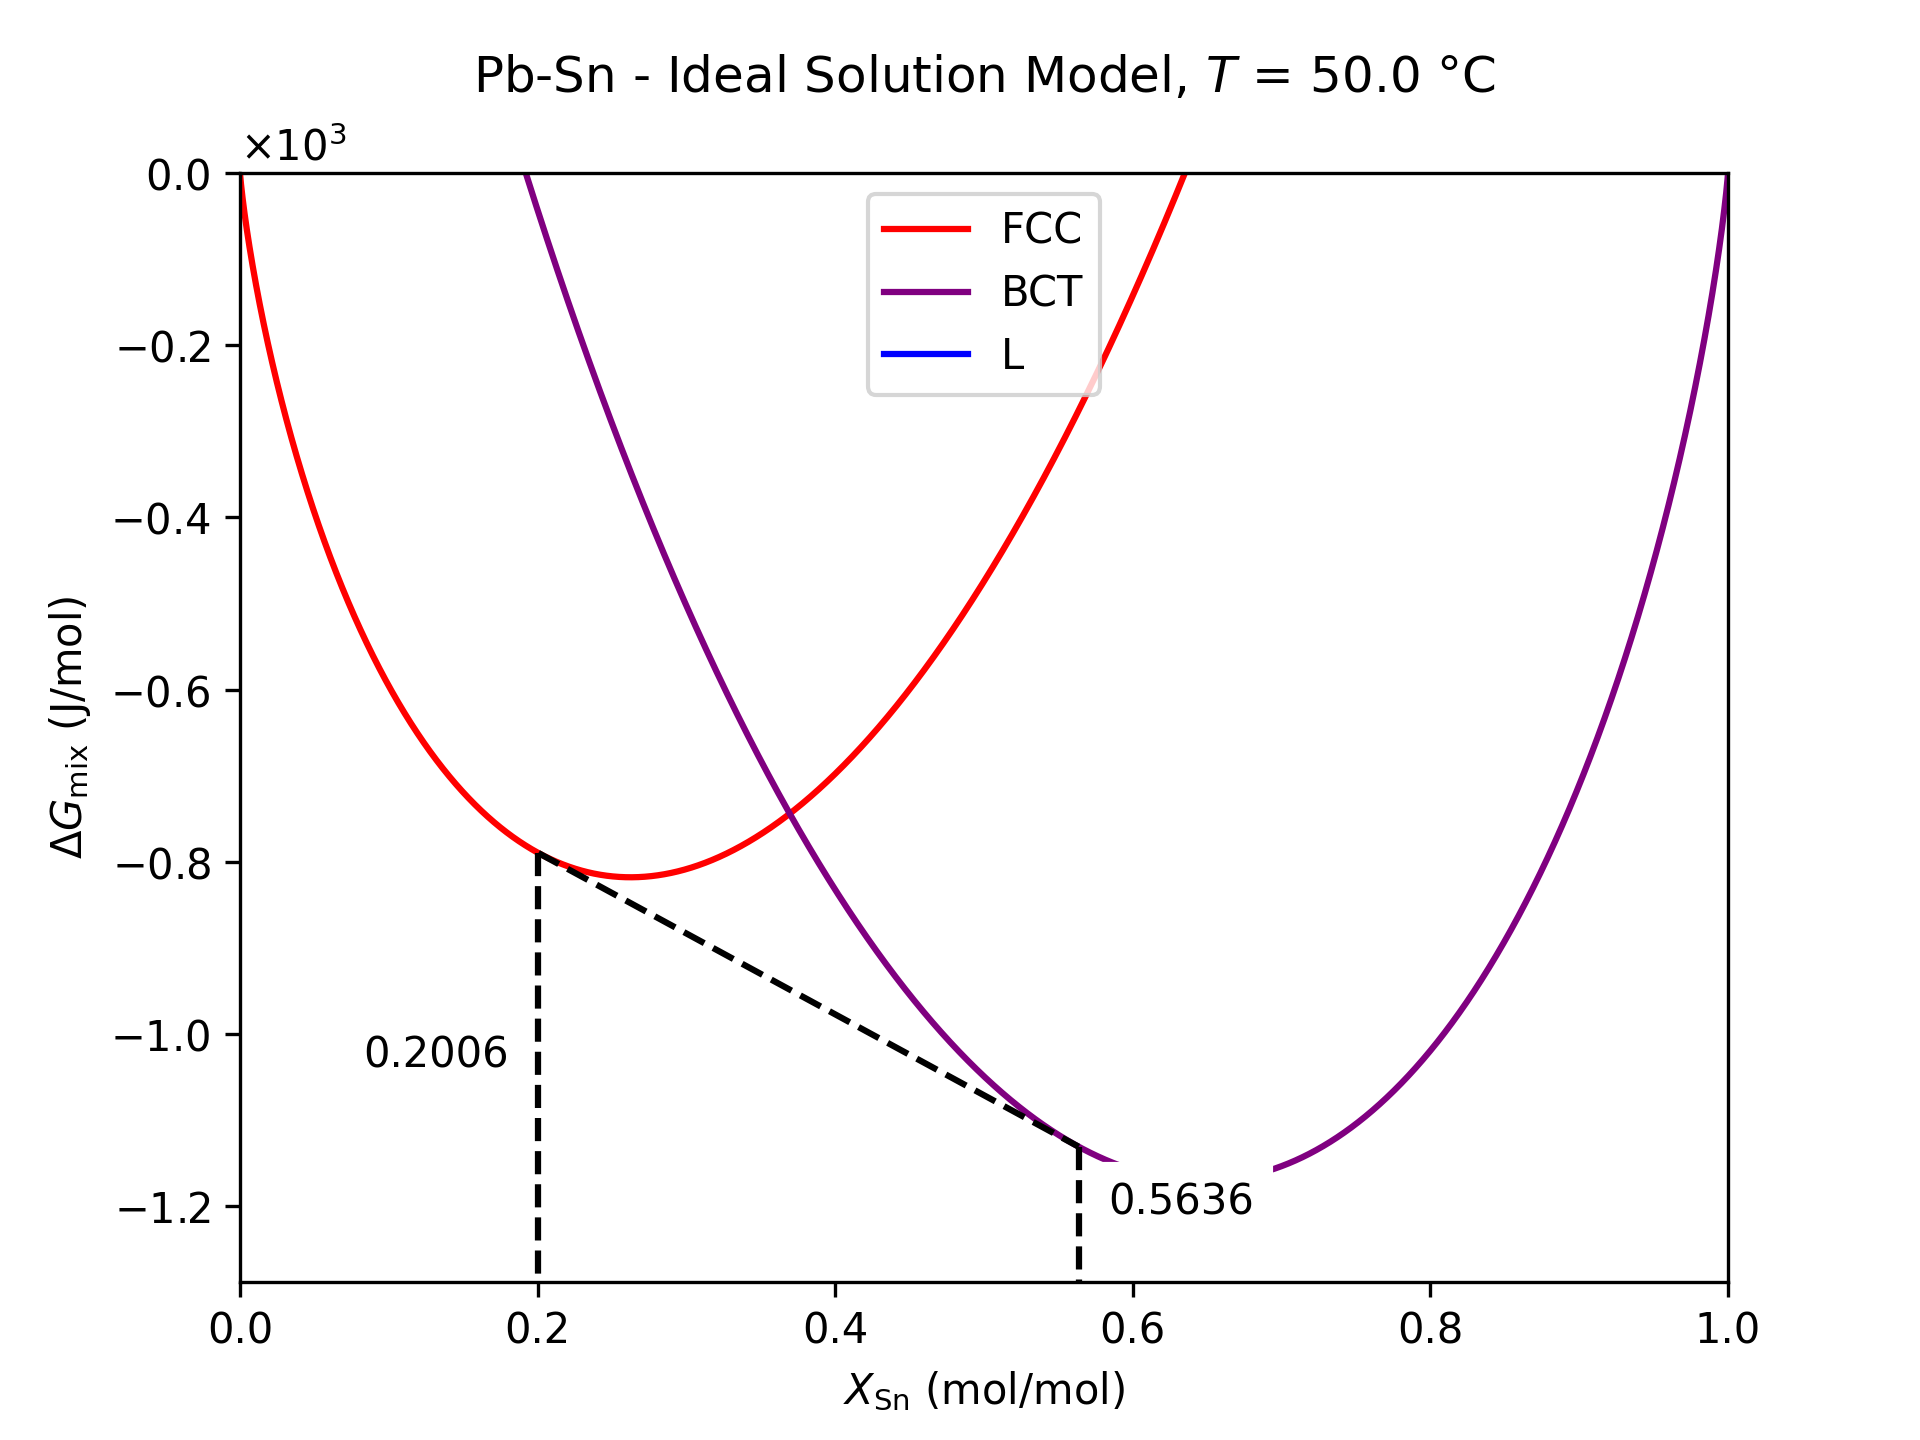 Pb-Sn - Ideal Solution Model, T = 50.0 °C
×10³
0.0
−0.2
−0.4
−0.6
−0.8
−1.0
−1.2
ΔG_mix (J/mol)
FCC
BCT
L
0.2006
0.5636
0.0 0.2 0.4 0.6 0.8 1.0
X_Sn (mol/mol)